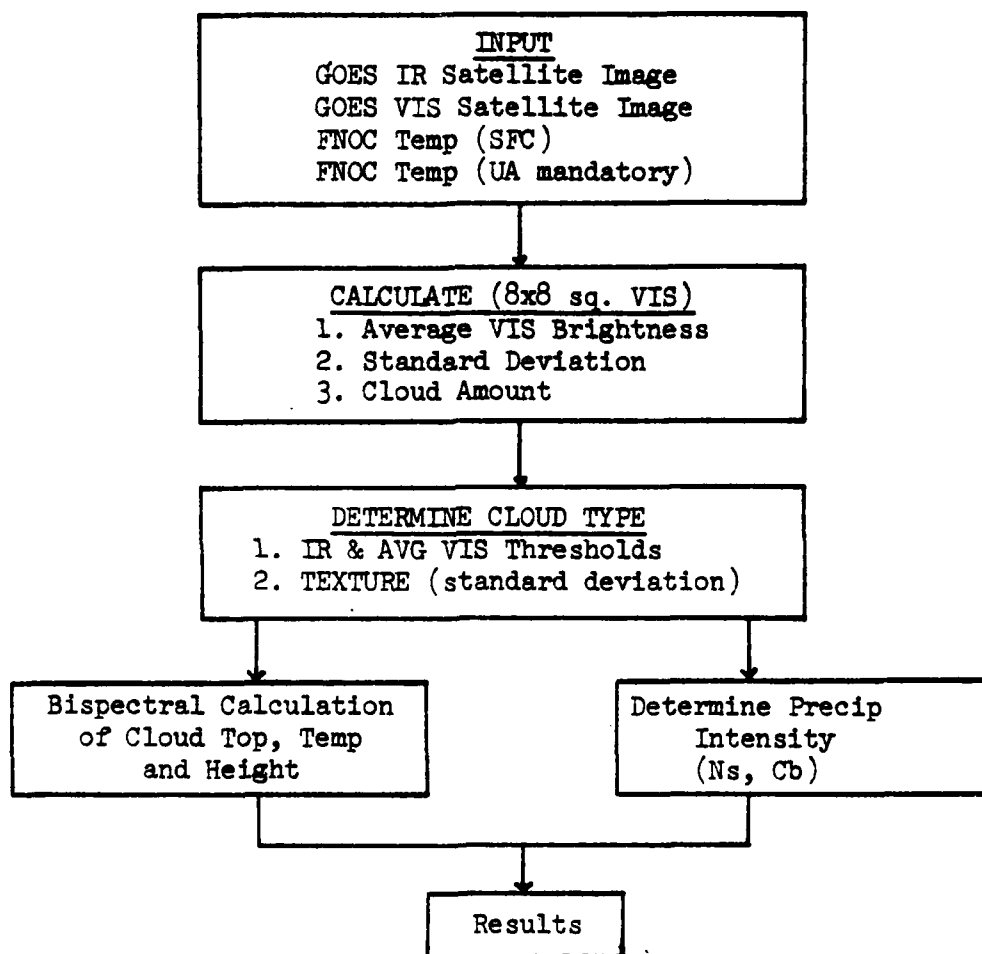 INPUT
GOES IR Satellite Image
GOES VIS Satellite Image
FNOC Temp (SFC)
FNOC Temp (UA mandatory)
CALCULATE (8x8 sq. VIS)
1. Average VIS Brightness
2. Standard Deviation
3. Cloud Amount
DETERMINE CLOUD TYPE
1. IR & AVG VIS Thresholds
2. TEXTURE (standard deviation)
Bispectral Calculation
of Cloud Top, Temp
and Height
Determine Precip
Intensity
(Ns, Cb)
Results